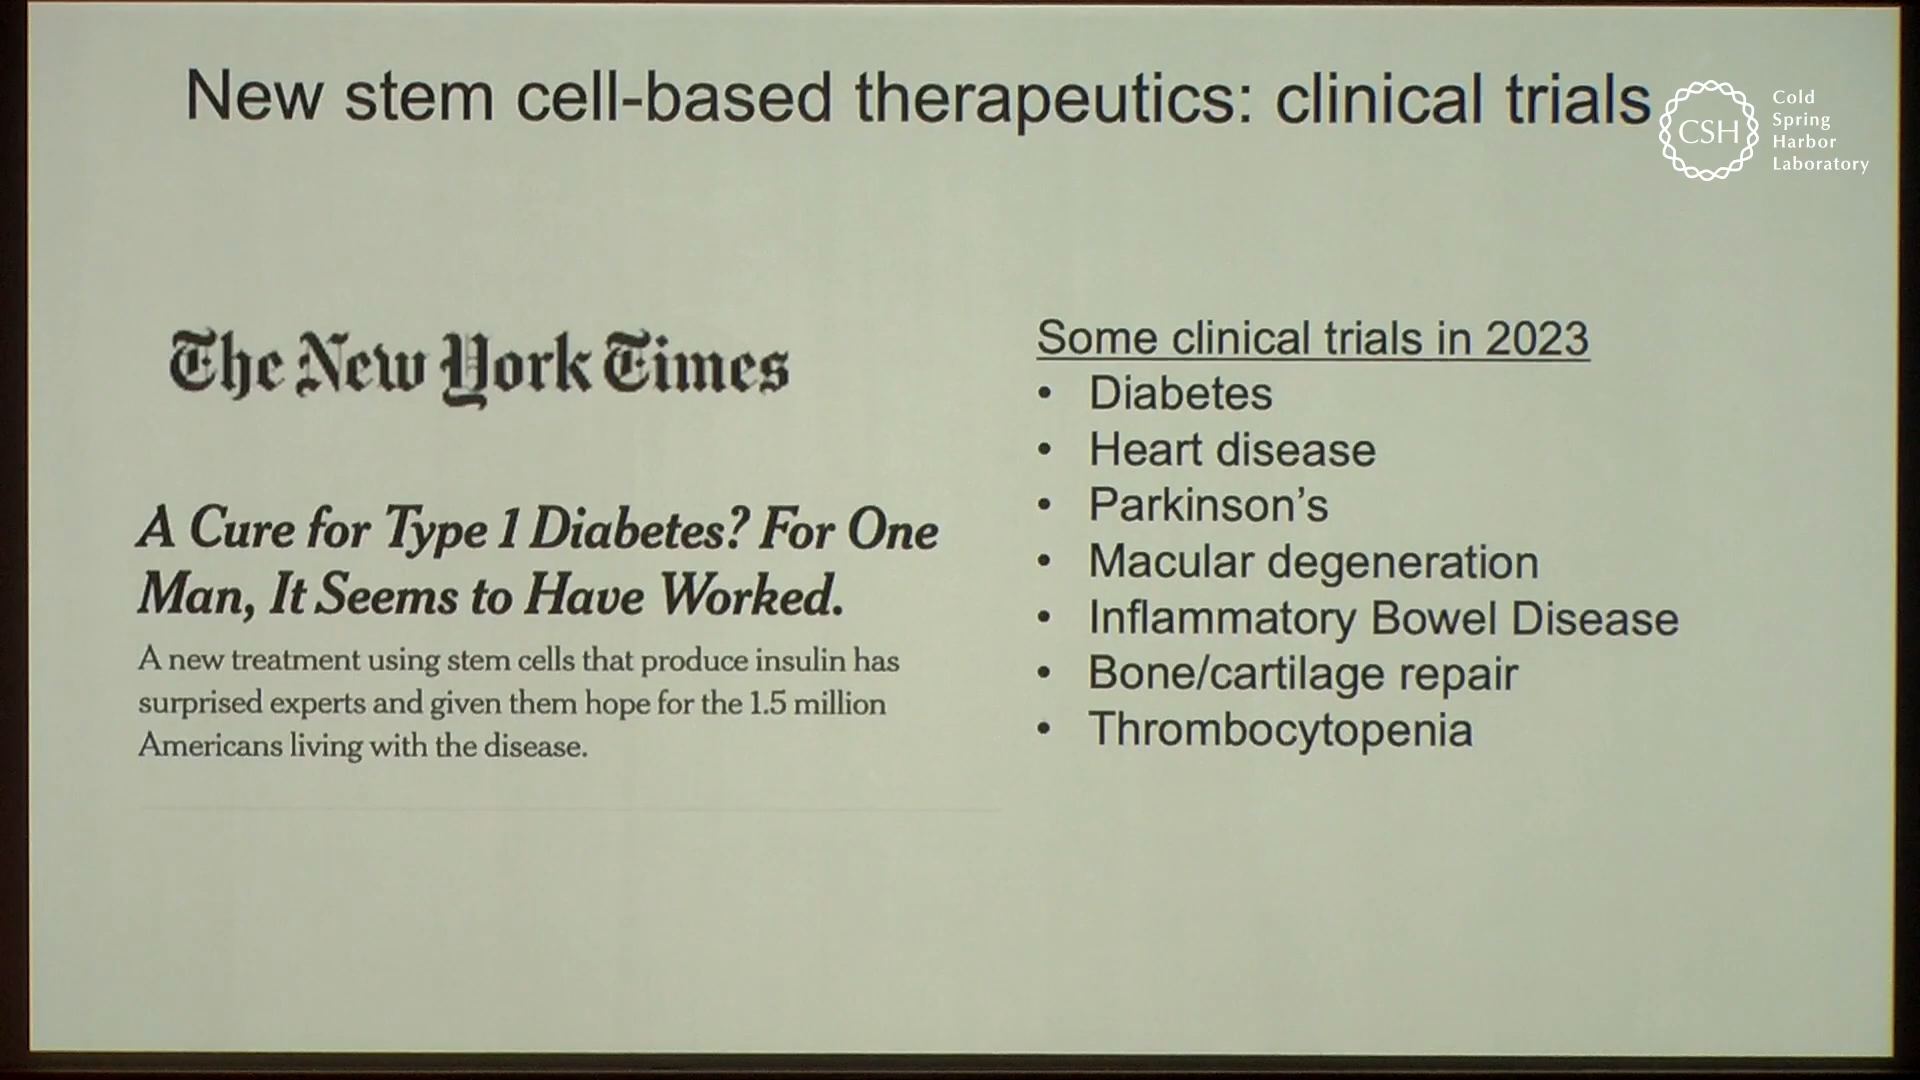 New stem cell-based therapeutics: clinical trials
CSH
Cold
Spring
Harbor
Laboratory
The New York Times
A Cure for Type 1 Diabetes? For One
Man, It Seems to Have Worked.
A new treatment using stem cells that produce insulin has
surprised experts and given them hope for the 1.5 million
Americans living with the disease.
Some clinical trials in 2023
• Diabetes
• Heart disease
• Parkinson’s
• Macular degeneration
• Inflammatory Bowel Disease
• Bone/cartilage repair
• Thrombocytopenia